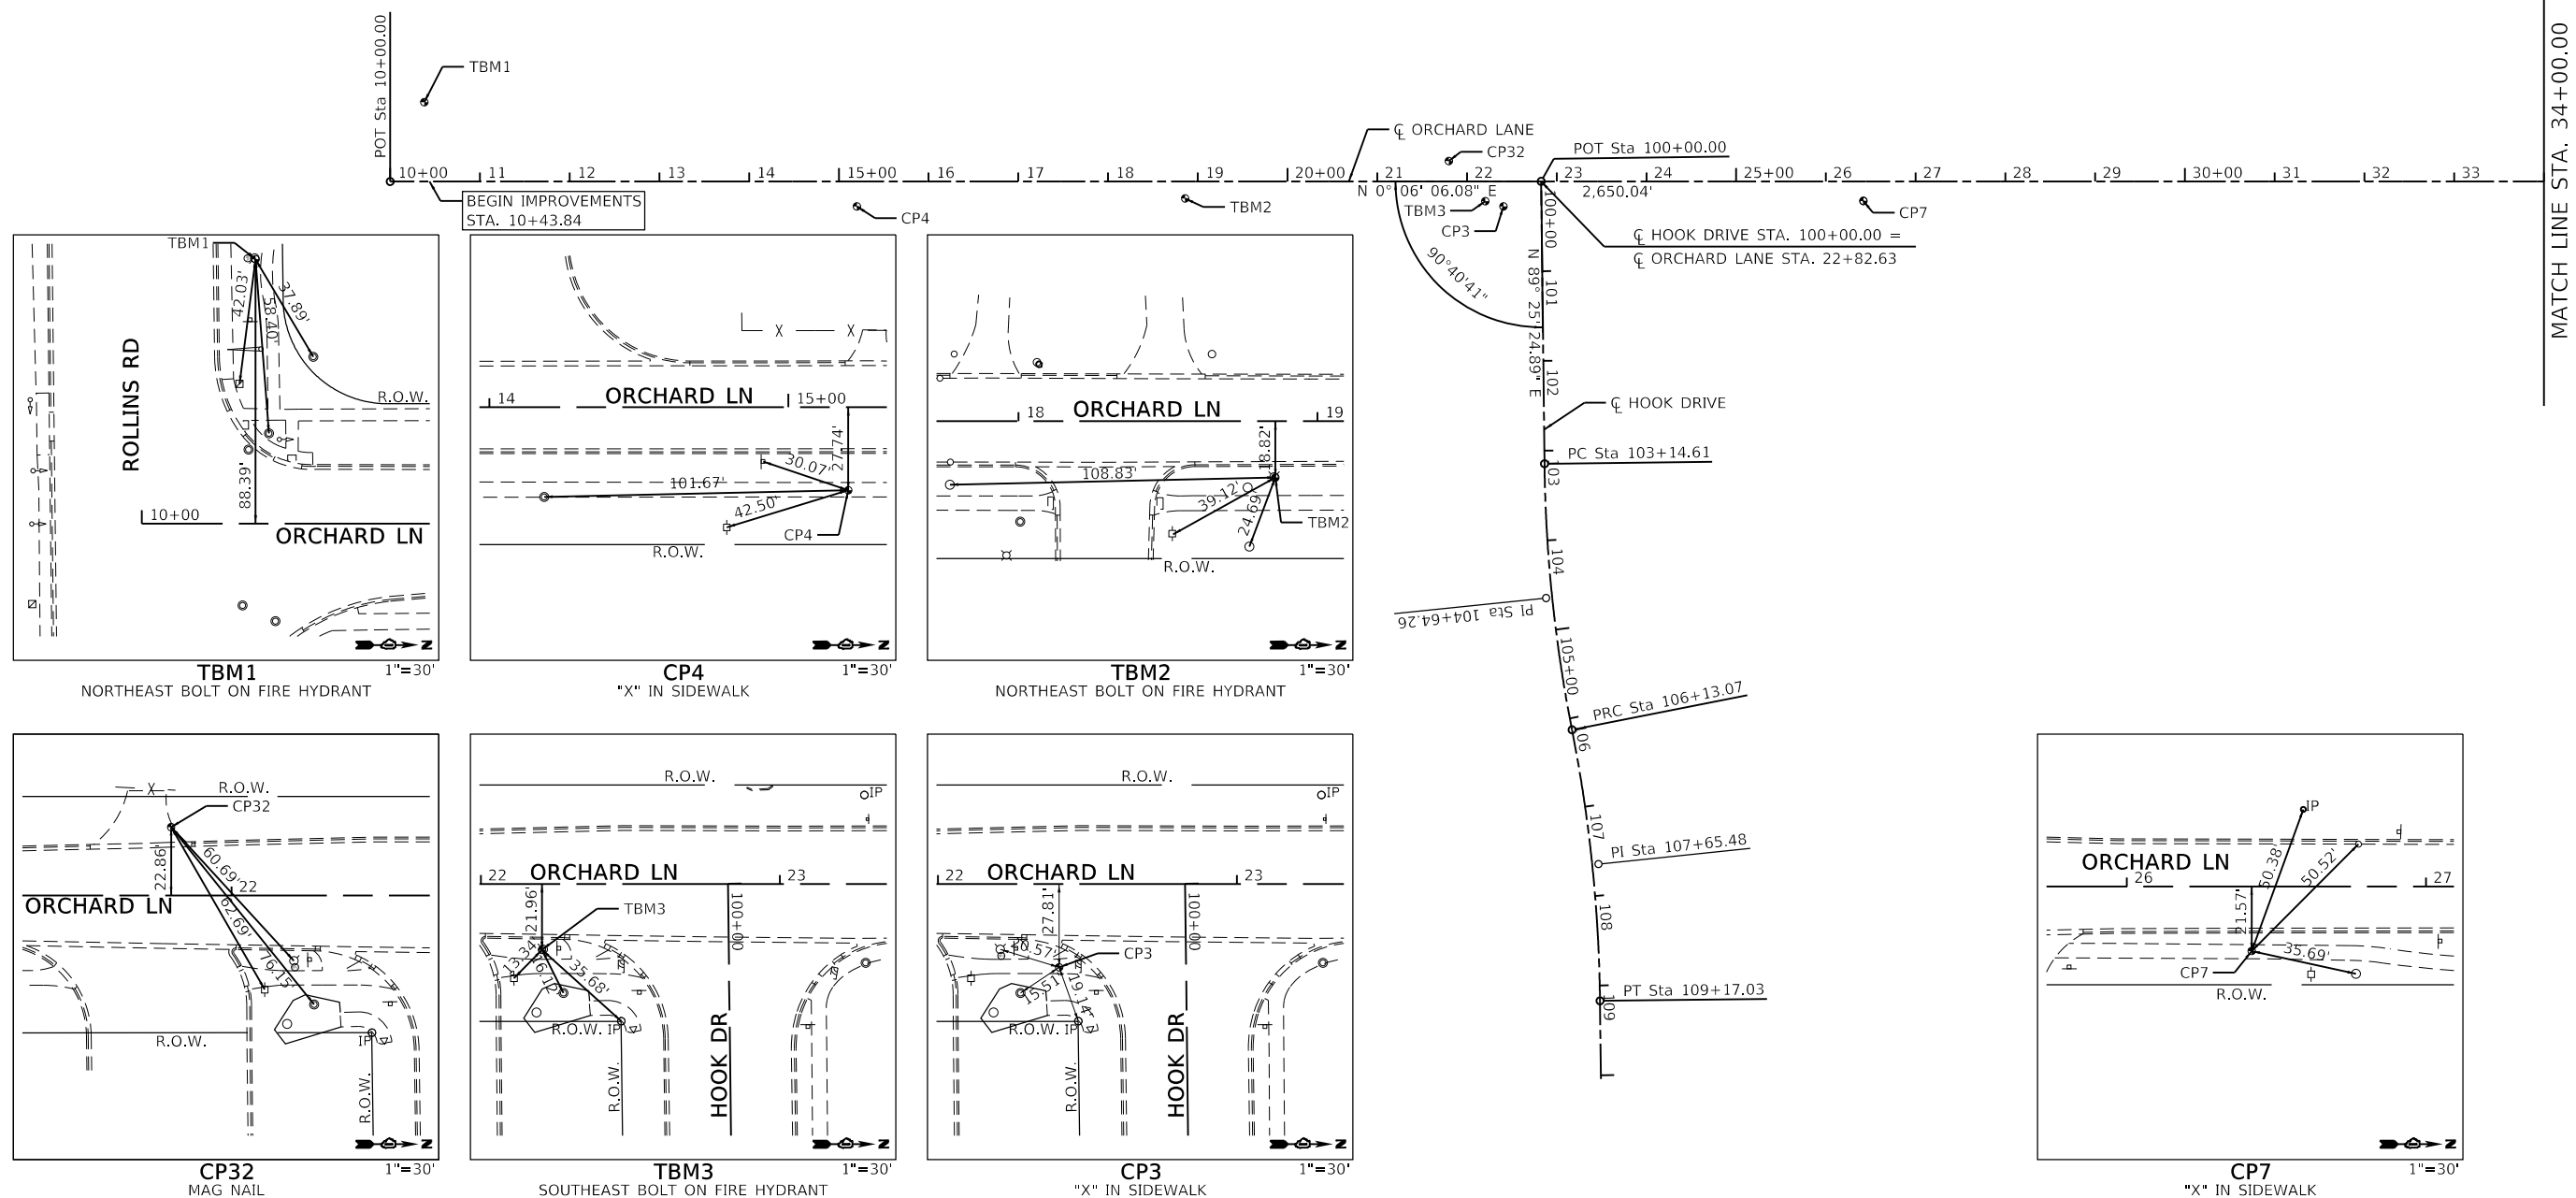 POT Sta 10+00.00
TBM1
10+00
11
12
13
14
15+00
16
17
18
19
20+00
21
22
23
24
25+00
26
27
28
29
30+00
31
32
33
BEGIN IMPROVEMENTS
STA. 10+43.84
CP4
TBM2
℄ ORCHARD LANE
CP32
POT Sta 100+00.00
N 0°06' 06.08" E
2,650.04'
TBM3
CP3
CP7
℄ HOOK DRIVE STA. 100+00.00 =
℄ ORCHARD LANE STA. 22+82.63
MATCH LINE STA. 34+00.00
90°40'41"
N 89° 25' 24.89" E
100+00
101
102
℄ HOOK DRIVE
PC Sta 103+14.61
103
104
PI Sta 104+64.26
105+00
PRC Sta 106+13.07
106
107
PI Sta 107+65.48
108
PT Sta 109+17.03
109
TBM1
42.03'
58.40'
37.89'
88.39'
ROLLINS RD
R.O.W.
10+00
ORCHARD LN
N
TBM1
1"=30'
NORTHEAST BOLT ON FIRE HYDRANT
X X
ORCHARD LN
14
15+00
27.74'
30.07'
101.67'
42.50'
CP4
R.O.W.
N
CP4
1"=30'
"X" IN SIDEWALK
ORCHARD LN
18
19
18.82'
108.83'
39.12'
24.69'
TBM2
R.O.W.
N
TBM2
1"=30'
NORTHEAST BOLT ON FIRE HYDRANT
X
R.O.W.
CP32
22.86'
60.69'
62.69'
76.15'
22
ORCHARD LN
R.O.W.
IP
R.O.W.
N
CP32
1"=30'
MAG NAIL
R.O.W.
IP
ORCHARD LN
22
23
21.96'
TBM3
13.34'
16.12'
35.68'
100+00
R.O.W. IP
R.O.W.
HOOK DR
N
TBM3
1"=30'
SOUTHEAST BOLT ON FIRE HYDRANT
R.O.W.
IP
ORCHARD LN
22
23
27.81'
CP3
20.57'
15.51'
19.14'
100+00
R.O.W. IP
R.O.W.
HOOK DR
N
CP3
1"=30'
"X" IN SIDEWALK
IP
50.38'
50.52'
ORCHARD LN
26
27
21.57'
35.69'
CP7
R.O.W.
N
CP7
1"=30'
"X" IN SIDEWALK